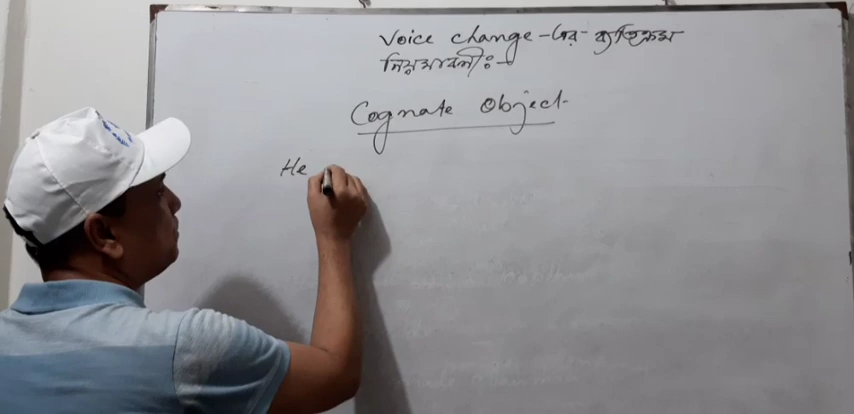 Voice change-এর ব্যতিক্রম
নিয়মাবলী :-
Cognate Object-
He